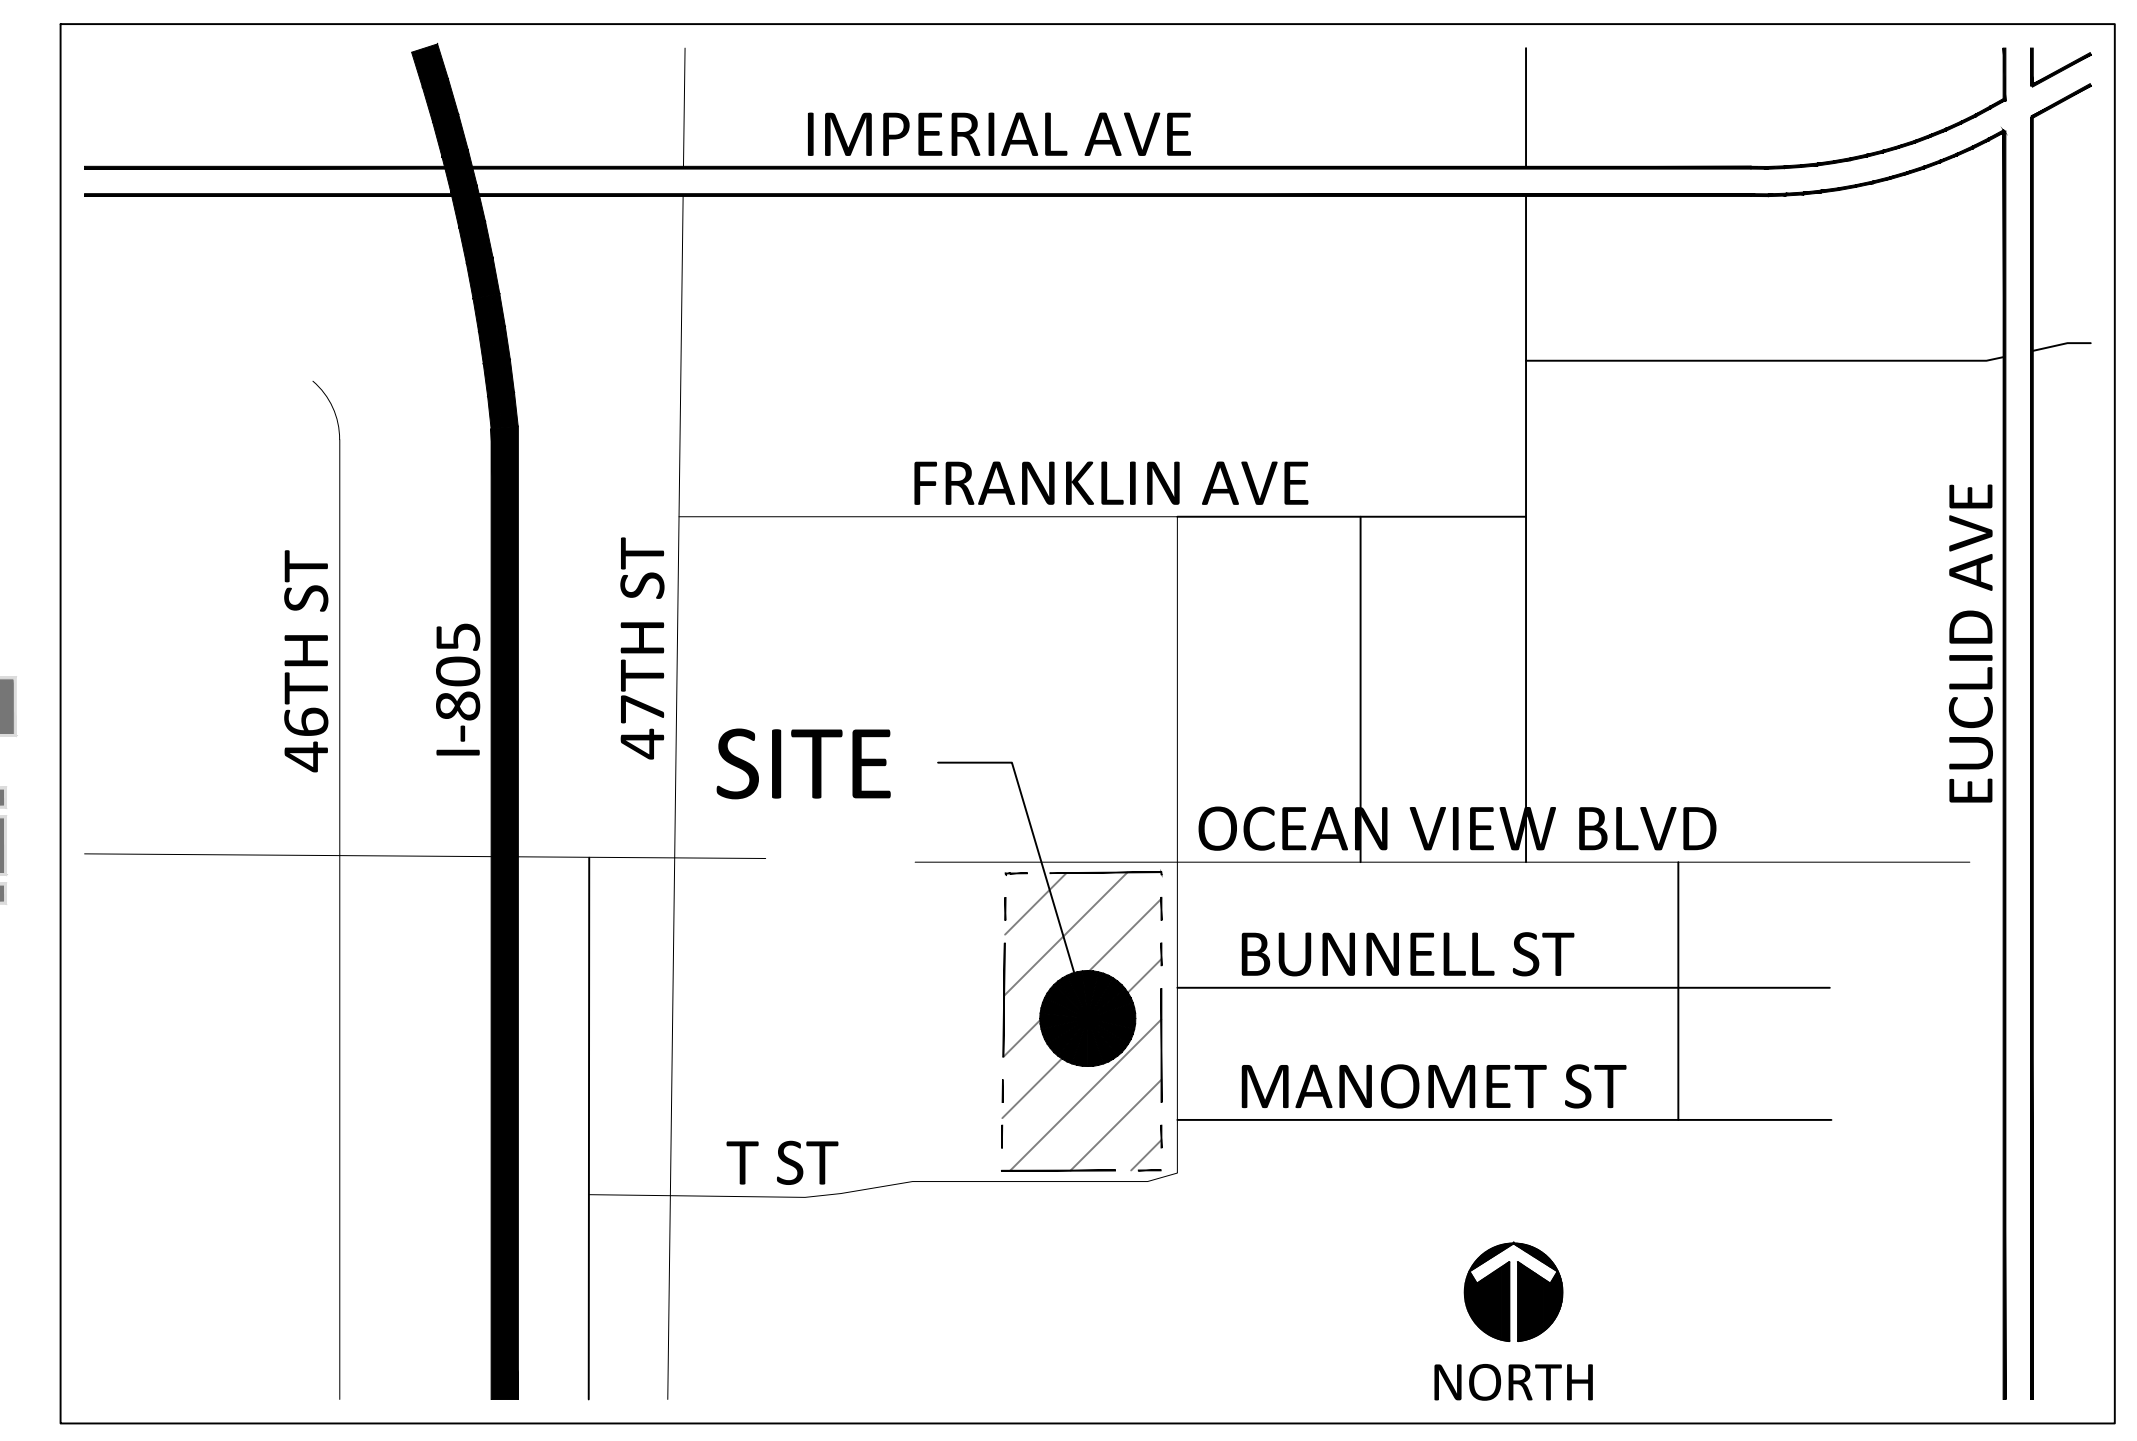 IMPERIAL AVE
FRANKLIN AVE
46TH ST
I-805
47TH ST
EUCLID AVE
SITE
OCEAN VIEW BLVD
BUNNELL ST
MANOMET ST
T ST
NORTH